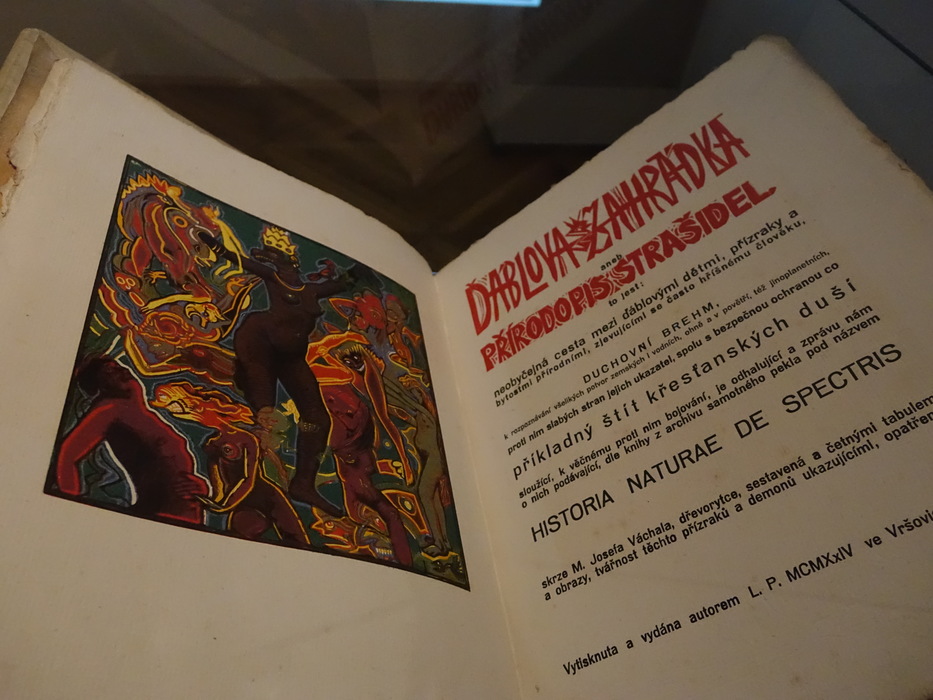 ĎÁBLOVA ZAHRÁDKA
aneb
PŘÍRODOPIS STRAŠIDEL
to jest:
neobyčejná cesta mezi ďáblovými dětmi, přízraky a
bytostmi přírodními, zjevujícími se často hříšnému člověku,
DUCHOVNÍ BREHM,
k rozpoznávání všelikých potvor zemských i vodních, ohně a v povětří, též jinoplanetních,
proti nim slabých stran jejich ukazatel, spolu s bezpečnou ochranou co
příkladný štít křesťanských duší
sloužící, k věčnému proti nim bojování, je odhalující a zprávu nám
o nich podávající, dle knihy z archivu samotného pekla pod názvem
HISTORIA NATURAE DE SPECTRIS
skrze M. Josefa Váchala, dřevorytce, sestavená a četnými tabulemi
a obrazy, tvářnost těchto přízraků a demonů ukazujícími, opatřen
Vytisknuta a vydána autorem L. P. MCMXxIV ve Vršovi